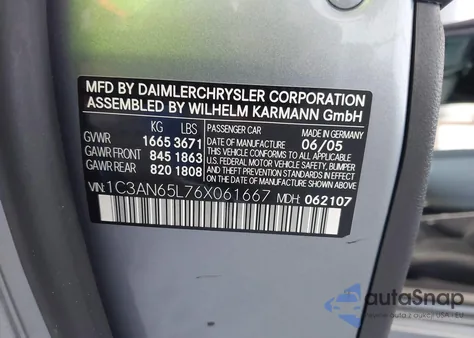 MFD BY DAIMLERCHRYSLER CORPORATION
ASSEMBLED BY WILHELM KARMANN GmbH
KG LBS PASSENGER CAR MADE IN GERMANY
GVWR 1665 3671 DATE OF MANUFACTURE 06/05
GAWR FRONT 845 1863 THIS VEHICLE CONFORMS TO ALL APPLICABLE
GAWR REAR 820 1808 U.S. FEDERAL MOTOR VEHICLE SAFETY, BUMPER
AND THEFT PREVENTION STANDARDS IN EFFECT
ON THE DATE OF MANUFACTURE SHOWN ABOVE
VIN: 1C3AN65L76X061667 MDH: 062107
autaSnap